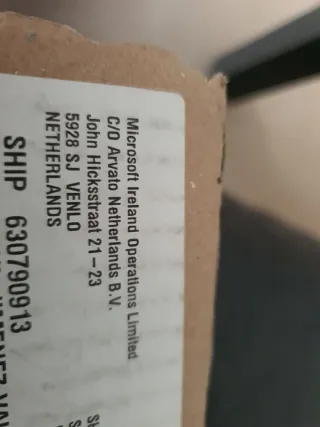 Microsoft Ireland Operations Limited
C/O Arvato Netherlands B.V.
John Hicksstraat 21 – 23
5928 SJ VENLO
NETHERLANDS
SHIP 630790913